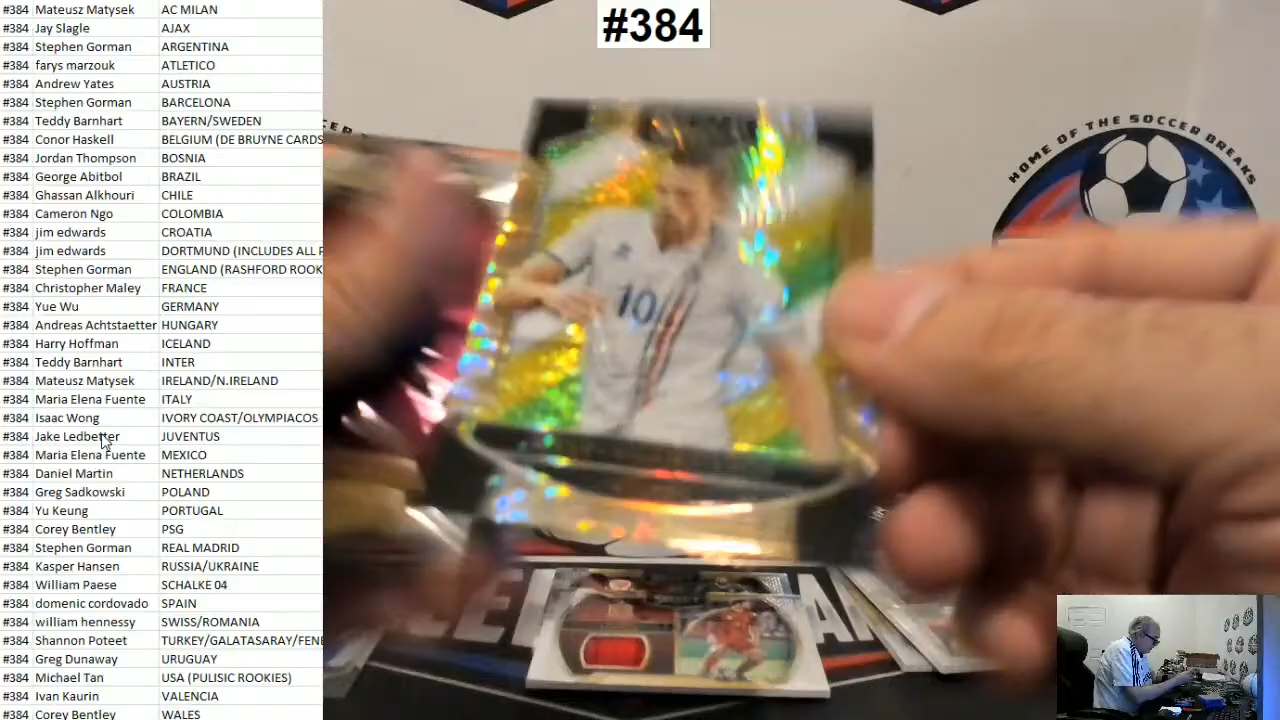 #384 Mateusz Matysek AC MILAN
#384 Jay Slagle AJAX
#384 Stephen Gorman ARGENTINA
#384 farys marzouk ATLETICO
#384 Andrew Yates AUSTRIA
#384 Stephen Gorman BARCELONA
#384 Teddy Barnhart BAYERN/SWEDEN
#384 Conor Haskell BELGIUM (DE BRUYNE CARDS
#384 Jordan Thompson BOSNIA
#384 George Abitbol BRAZIL
#384 Ghassan Alkhouri CHILE
#384 Cameron Ngo COLOMBIA
#384 jim edwards CROATIA
#384 jim edwards DORTMUND (INCLUDES ALL
#384 Stephen Gorman ENGLAND (RASHFORD ROOK
#384 Christopher Maley FRANCE
#384 Yue Wu GERMANY
#384 Andreas Achtstaetter HUNGARY
#384 Harry Hoffman ICELAND
#384 Teddy Barnhart INTER
#384 Mateusz Matysek IRELAND/N.IRELAND
#384 Maria Elena Fuente ITALY
#384 Isaac Wong IVORY COAST/OLYMPIACOS
#384 Jake Ledbetter JUVENTUS
#384 Maria Elena Fuente MEXICO
#384 Daniel Martin NETHERLANDS
#384 Greg Sadkowski POLAND
#384 Yu Keung PORTUGAL
#384 Corey Bentley PSG
#384 Stephen Gorman REAL MADRID
#384 Kasper Hansen RUSSIA/UKRAINE
#384 William Paese SCHALKE 04
#384 domenic cordovado SPAIN
#384 william hennessy SWISS/ROMANIA
#384 Shannon Poteet TURKEY/GALATASARAY/FENE
#384 Greg Dunaway URUGUAY
#384 Michael Tan USA (PULISIC ROOKIES)
#384 Ivan Kaurin VALENCIA
#384 Corey Bentley WALES
#384
HOME OF THE SOCCER BREAKS
10